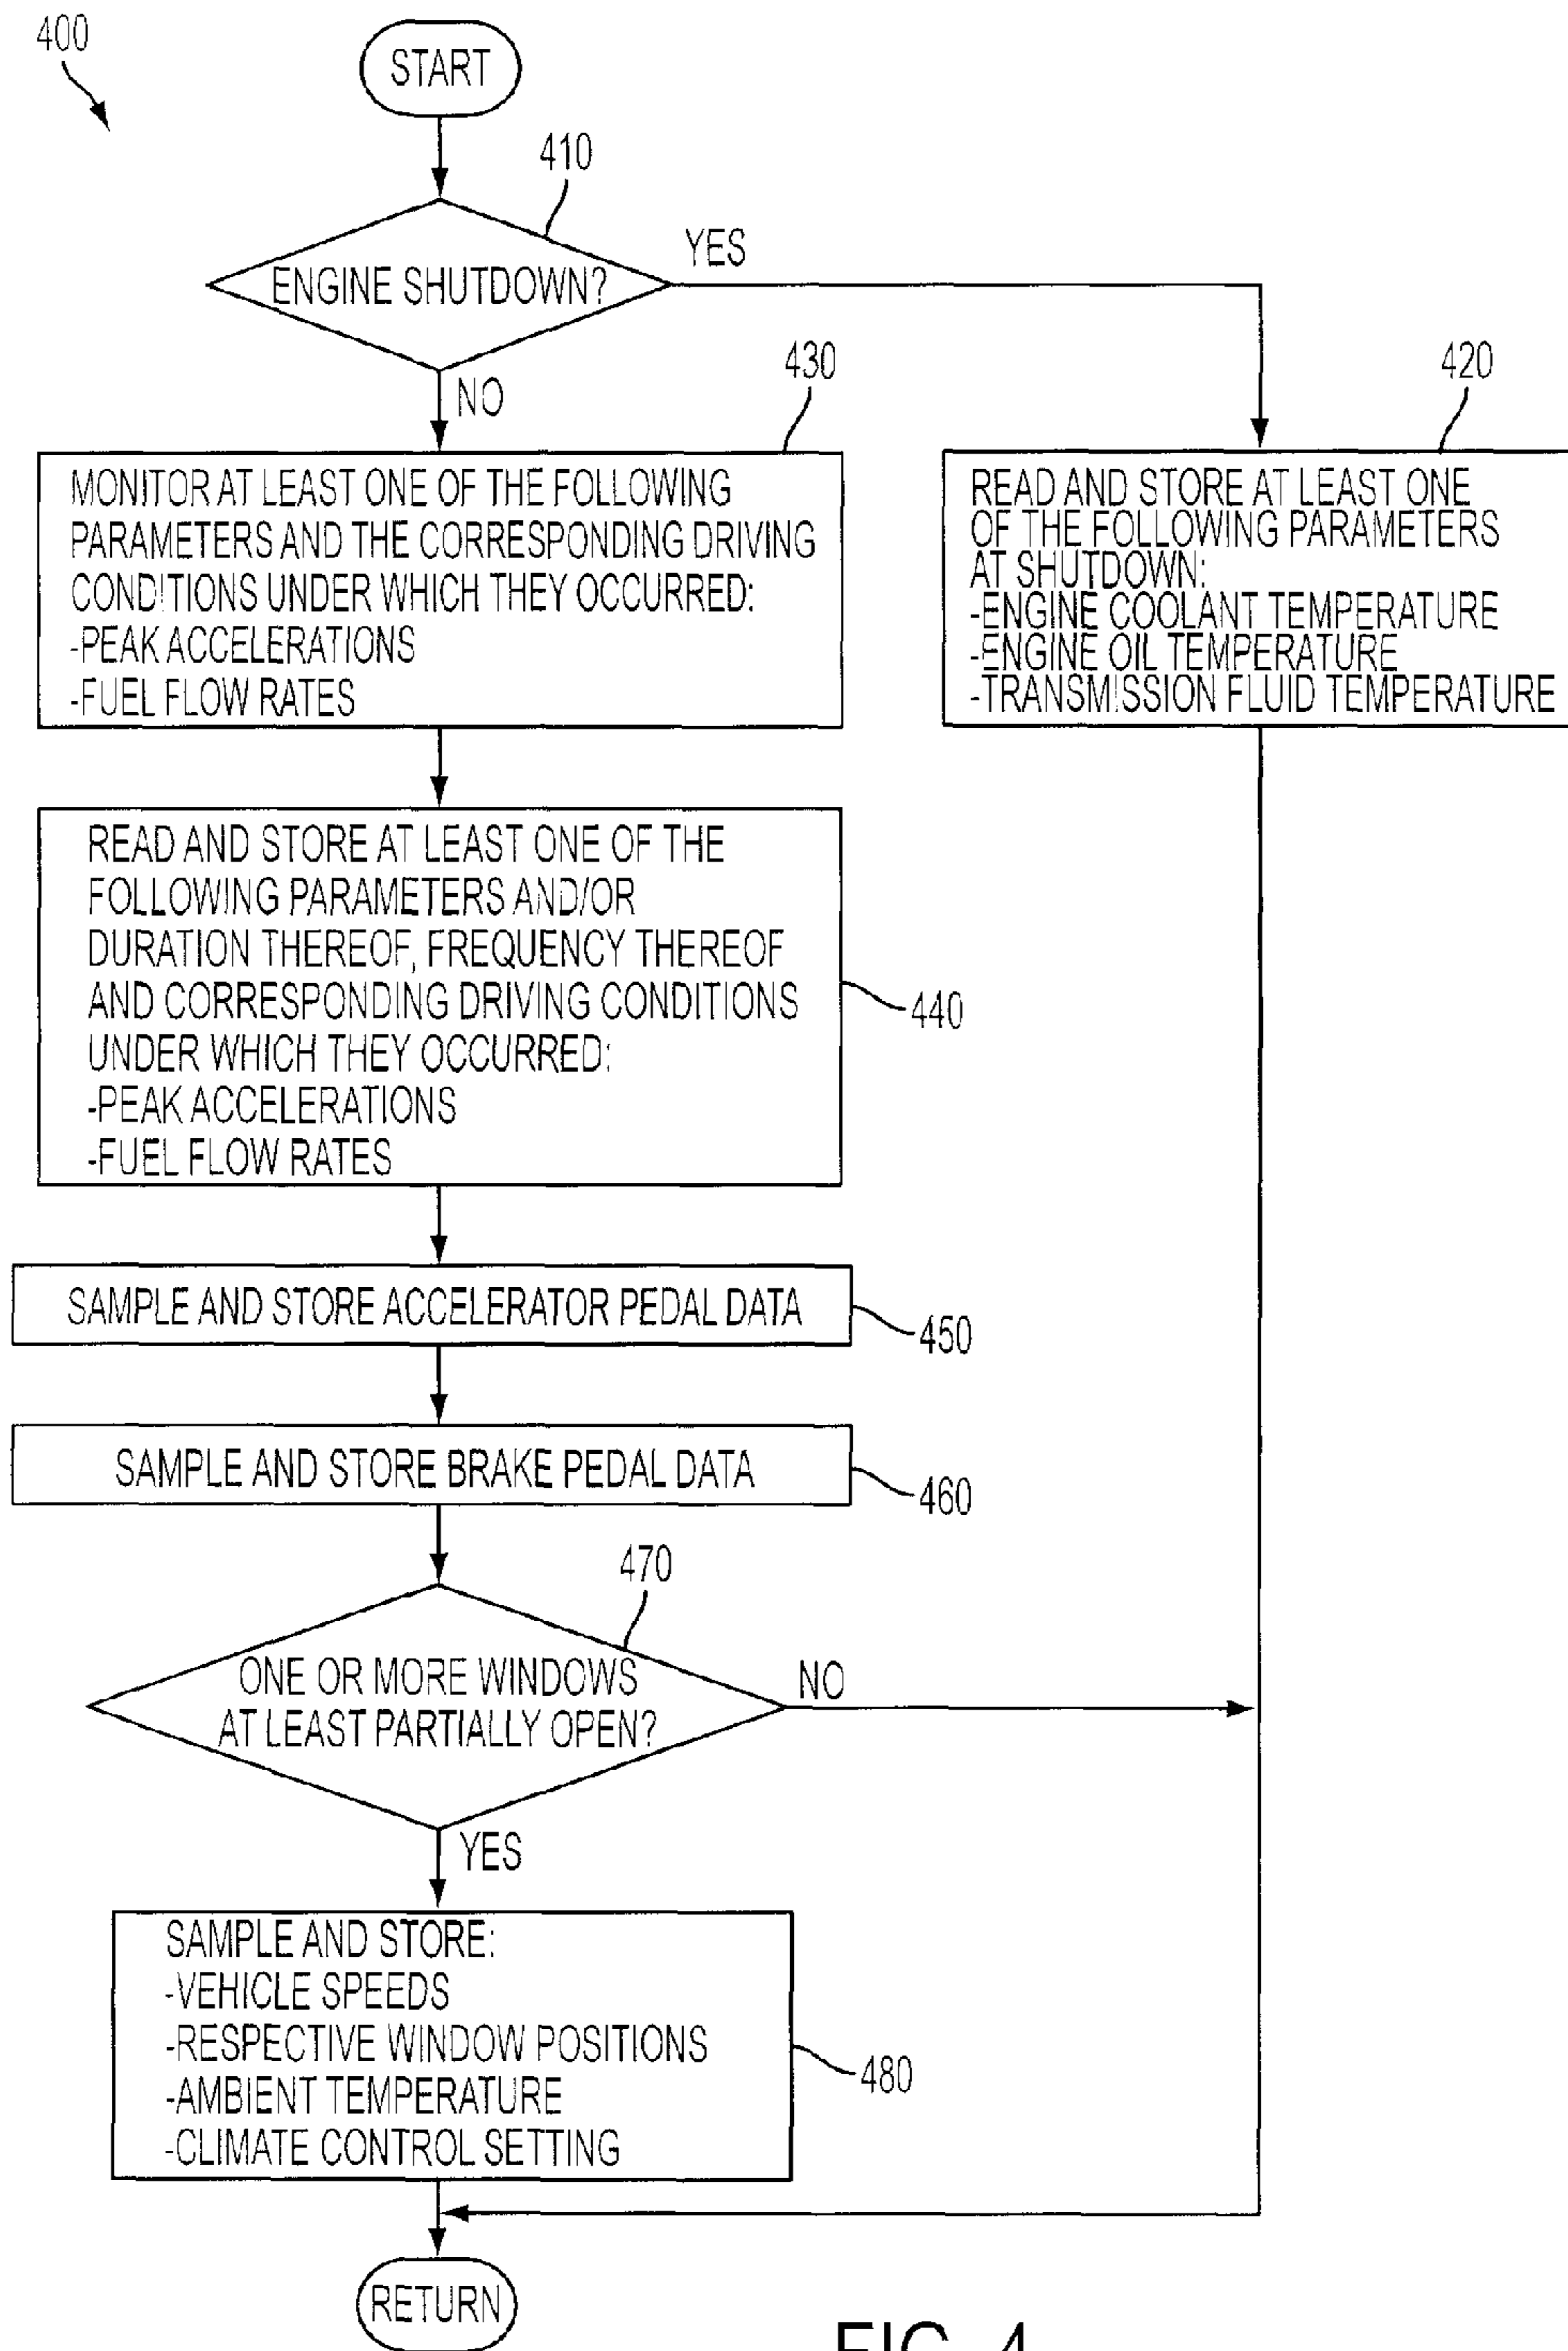 400
START
410
ENGINE SHUTDOWN?
YES
NO
430
MONITOR AT LEAST ONE OF THE FOLLOWING
PARAMETERS AND THE CORRESPONDING DRIVING
CONDITIONS UNDER WHICH THEY OCCURRED:
-PEAK ACCELERATIONS
-FUEL FLOW RATES
420
READ AND STORE AT LEAST ONE
OF THE FOLLOWING PARAMETERS
AT SHUTDOWN:
-ENGINE COOLANT TEMPERATURE
-ENGINE OIL TEMPERATURE
-TRANSMISSION FLUID TEMPERATURE
READ AND STORE AT LEAST ONE OF THE
FOLLOWING PARAMETERS AND/OR
DURATION THEREOF, FREQUENCY THEREOF
AND CORRESPONDING DRIVING CONDITIONS
UNDER WHICH THEY OCCURRED:
-PEAK ACCELERATIONS
-FUEL FLOW RATES
440
SAMPLE AND STORE ACCELERATOR PEDAL DATA
450
SAMPLE AND STORE BRAKE PEDAL DATA
460
470
ONE OR MORE WINDOWS
AT LEAST PARTIALLY OPEN?
NO
YES
SAMPLE AND STORE:
-VEHICLE SPEEDS
-RESPECTIVE WINDOW POSITIONS
-AMBIENT TEMPERATURE
-CLIMATE CONTROL SETTING
480
RETURN
FIG. 4